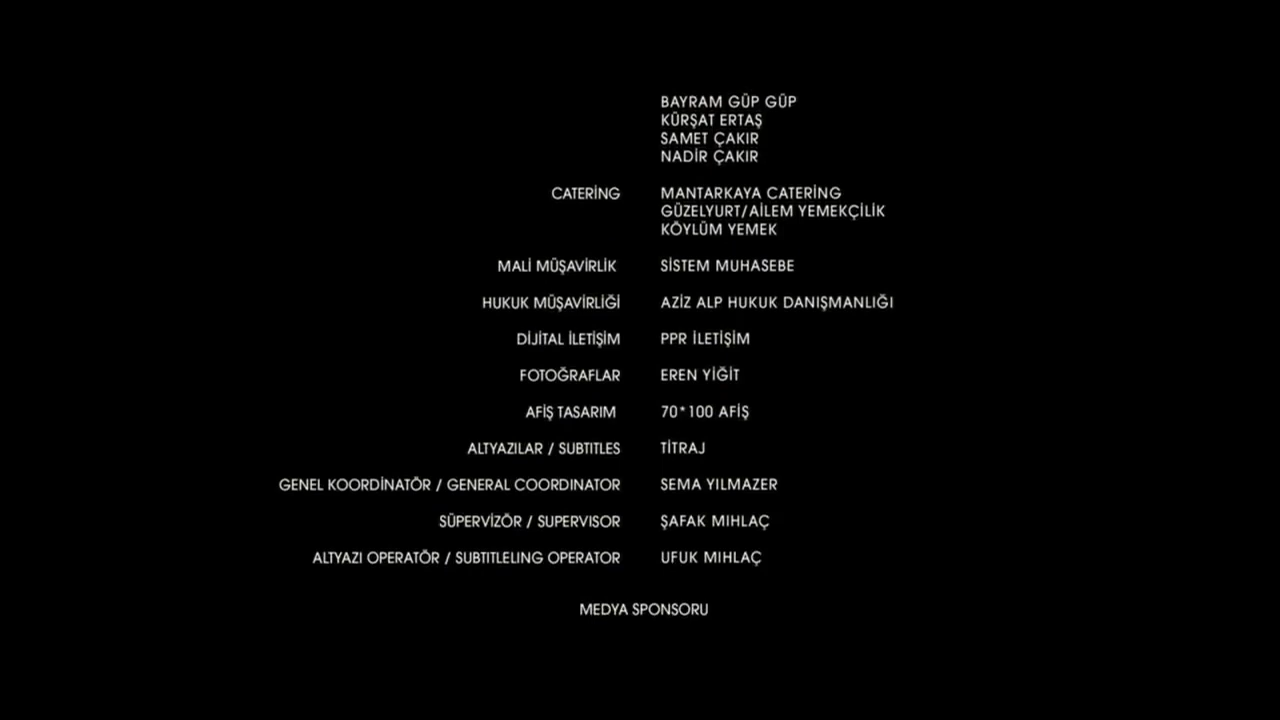 BAYRAM GÜP GÜP
KÜRŞAT ERTAŞ
SAMET ÇAKIR
NADİR ÇAKIR
CATERİNG MANTARKAYA CATERİNG
GÜZELYURT/AİLEM YEMEKÇİLİK
KÖYLÜM YEMEK
MALİ MÜŞAVİRLİK SİSTEM MUHASEBE
HUKUK MÜŞAVİRLİĞİ AZİZ ALP HUKUK DANIŞMANLIĞI
DİJİTAL İLETİŞİM PPR İLETİŞİM
FOTOĞRAFLAR EREN YİĞİT
AFİŞ TASARIM 70*100 AFİŞ
ALTYAZILAR / SUBTITLES TİTRAJ
GENEL KOORDİNATÖR / GENERAL COORDINATOR SEMA YILMAZER
SÜPERVİZÖR / SUPERVISOR ŞAFAK MIHLAÇ
ALTYAZI OPERATÖR / SUBTITLELING OPERATOR UFUK MIHLAÇ
MEDYA SPONSORU